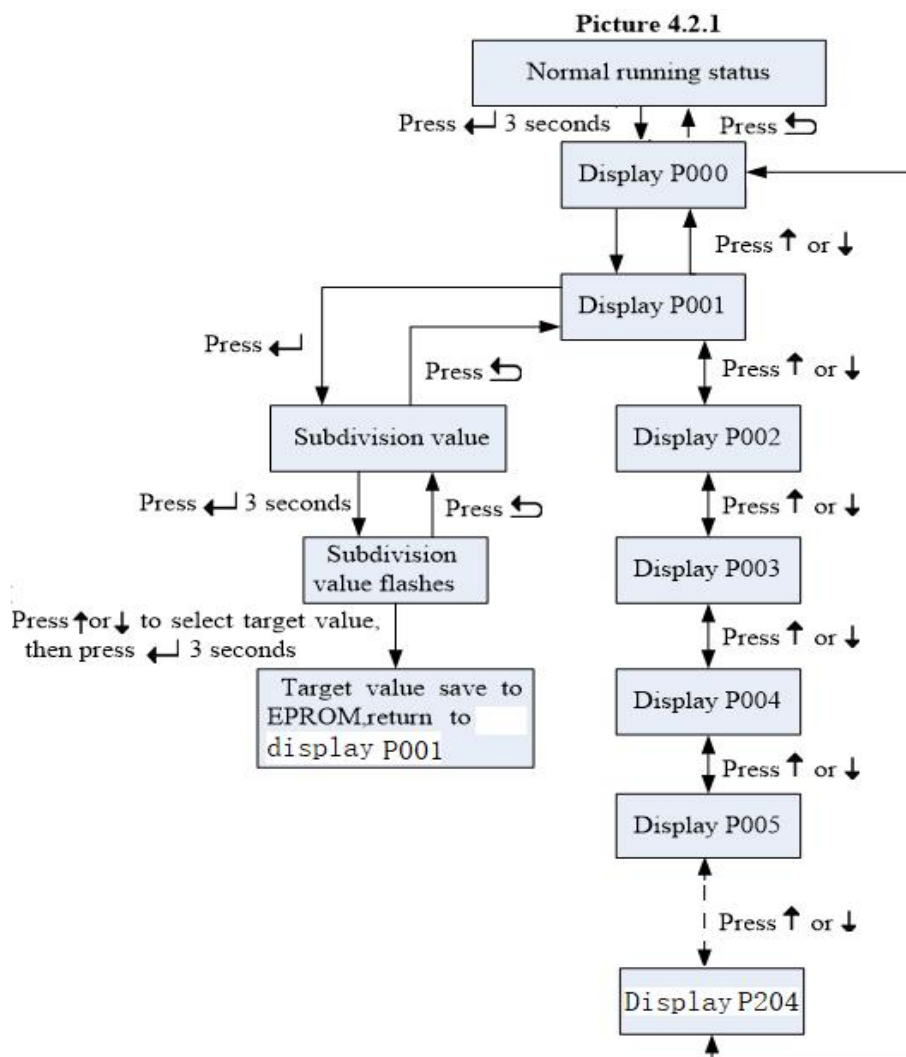 Picture 4.2.1
Normal running status
Press ↵ 3 seconds
Press ⮌
Display P000
Press ↑ or ↓
Display P001
Press ↵
Press ⮌
Press ↑ or ↓
Subdivision value
Display P002
Press ↵ 3 seconds
Press ⮌
Press ↑ or ↓
Subdivision
value flashes
Display P003
Press↑or↓ to select target value,
then press ↵ 3 seconds
Press ↑ or ↓
Target value save to
EPROM,return to
display P001
Display P004
Press ↑ or ↓
Display P005
Press ↑ or ↓
Display P204